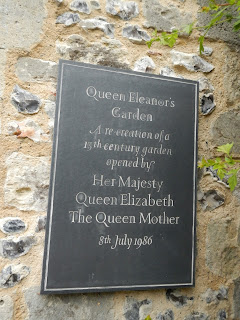 Queen Eleanor's
Garden
A re-creation of a
13th century garden
opened by
Her Majesty
Queen Elizabeth
The Queen Mother
8th July 1986